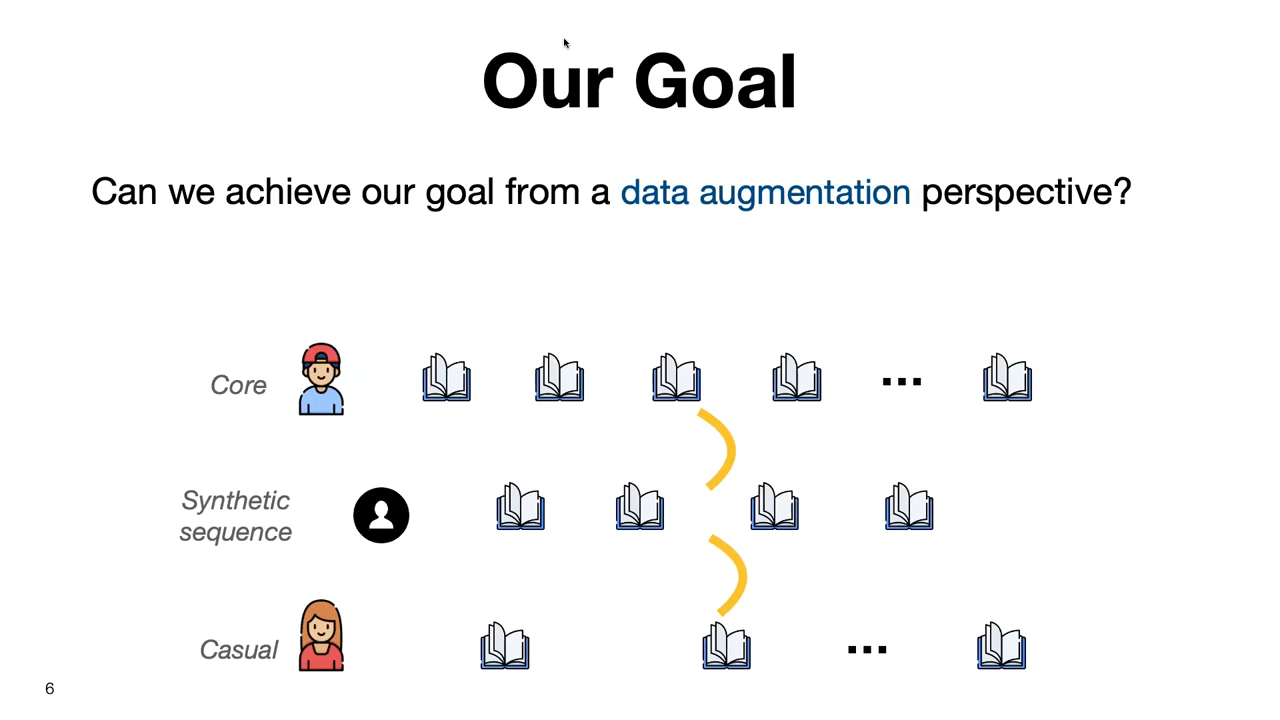 Our Goal
Can we achieve our goal from a data augmentation perspective?
Core
...
Synthetic
sequence
Casual
...
6